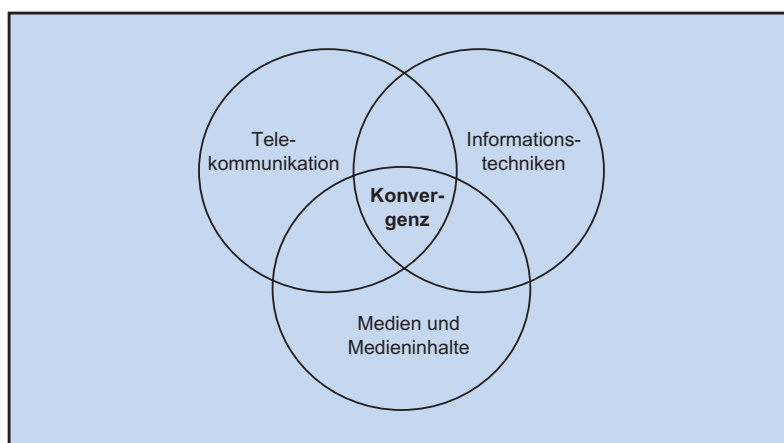 Tele-
kommunikation
Informations-
techniken
Konver-
genz
Medien und
Medieninhalte